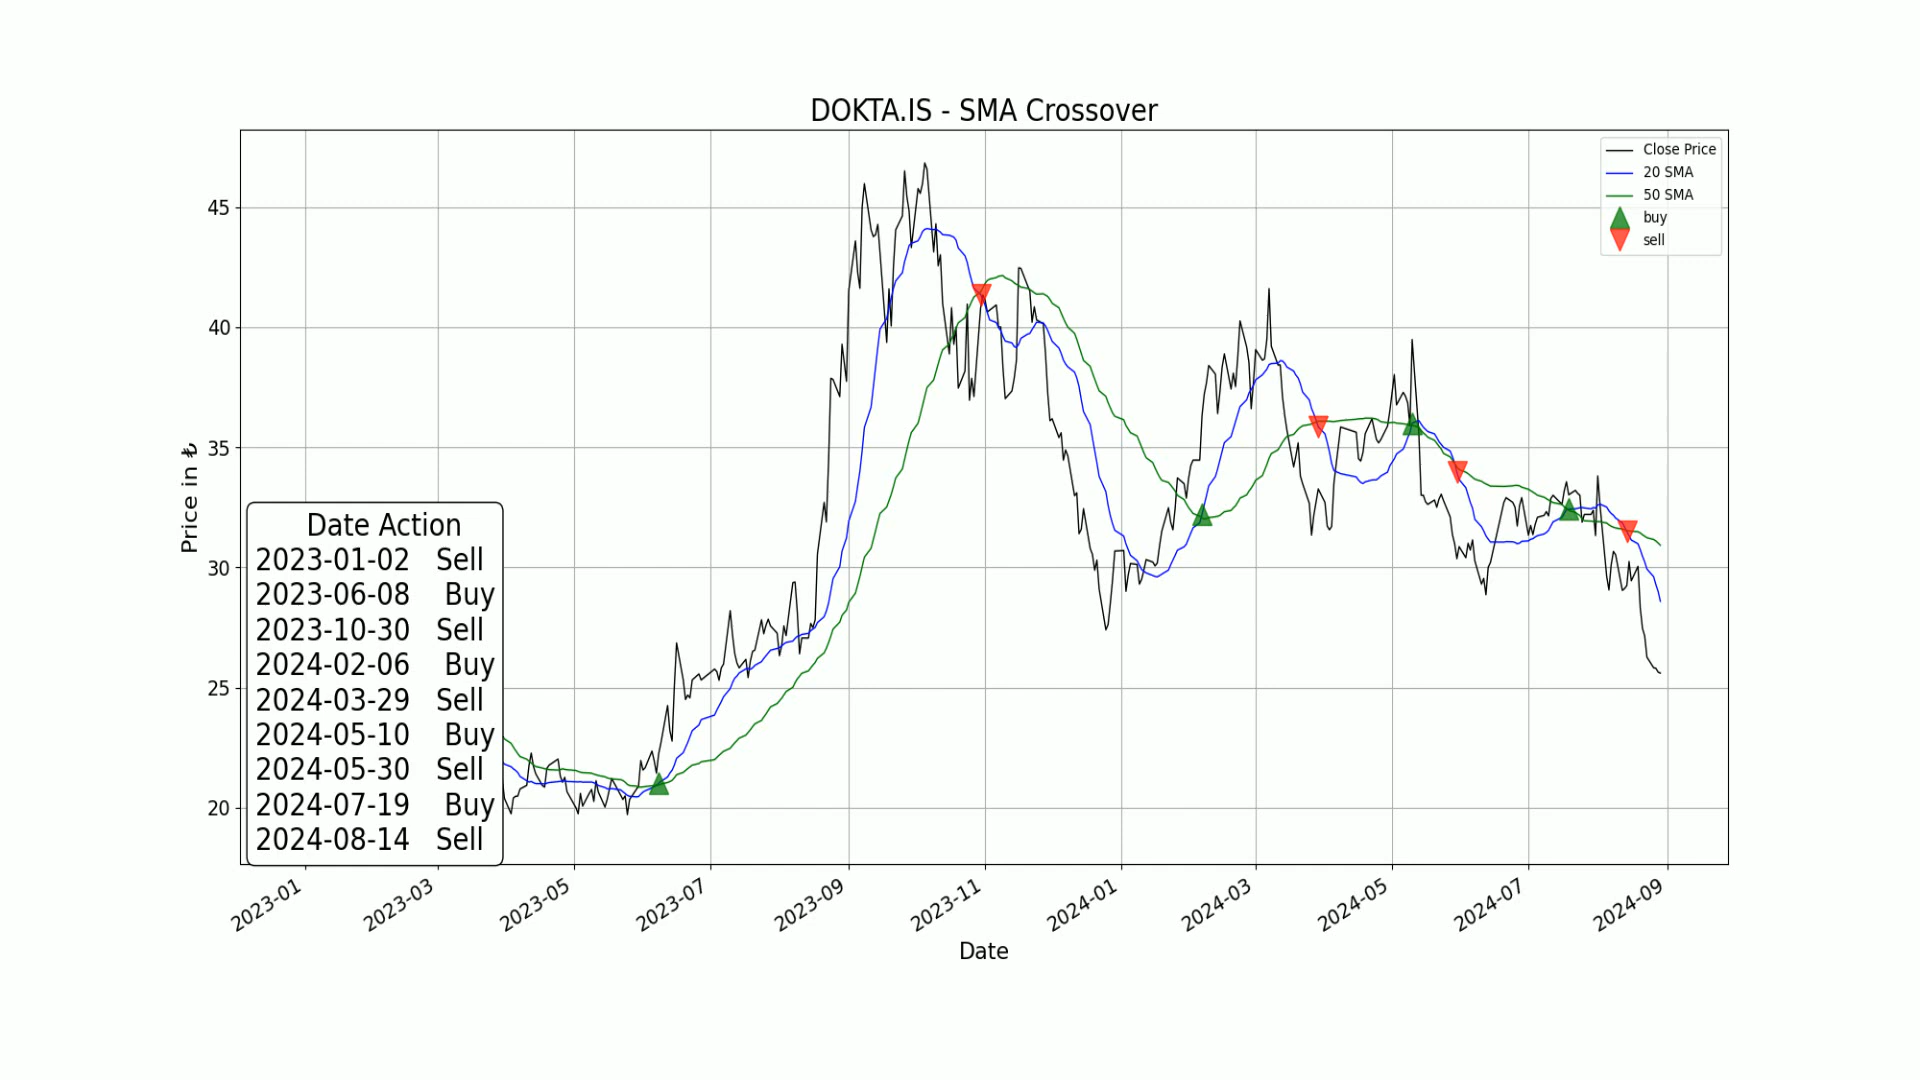 DOKTA.IS - SMA Crossover
Close Price
20 SMA
50 SMA
buy
sell
45
40
35
30
25
20
Price in ₺
Date Action
2023-01-02 Sell
2023-06-08 Buy
2023-10-30 Sell
2024-02-06 Buy
2024-03-29 Sell
2024-05-10 Buy
2024-05-30 Sell
2024-07-19 Buy
2024-08-14 Sell
2023-01
2023-03
2023-05
2023-07
2023-09
2023-11
2024-01
2024-03
2024-05
2024-07
2024-09
Date